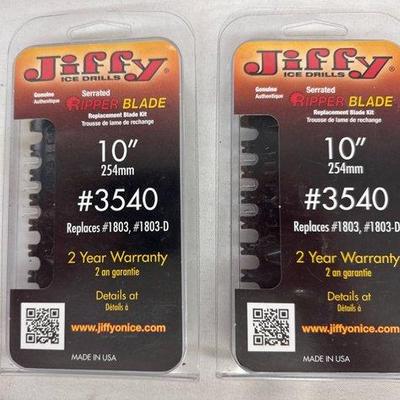 Jiffy®
ICE DRILLS
Genuine
Authentique
Serrated
RIPPER BLADE
Replacement Blade Kit
Trousse de lame de rechange
10"
254mm
#3540
Replaces #1803, #1803-D
2 Year Warranty
2 an garantie
Details at
Détails à
www.jiffyonice.com
MADE IN USA
Jiffy®
ICE DRILLS
Genuine
Authentique
Serrated
RIPPER BLADE
Replacement Blade Kit
Trousse de lame de rechange
10"
254mm
#3540
Replaces #1803, #1803-D
2 Year Warranty
2 an garantie
Details at
Détails à
www.jiffyonice.com
MADE IN USA